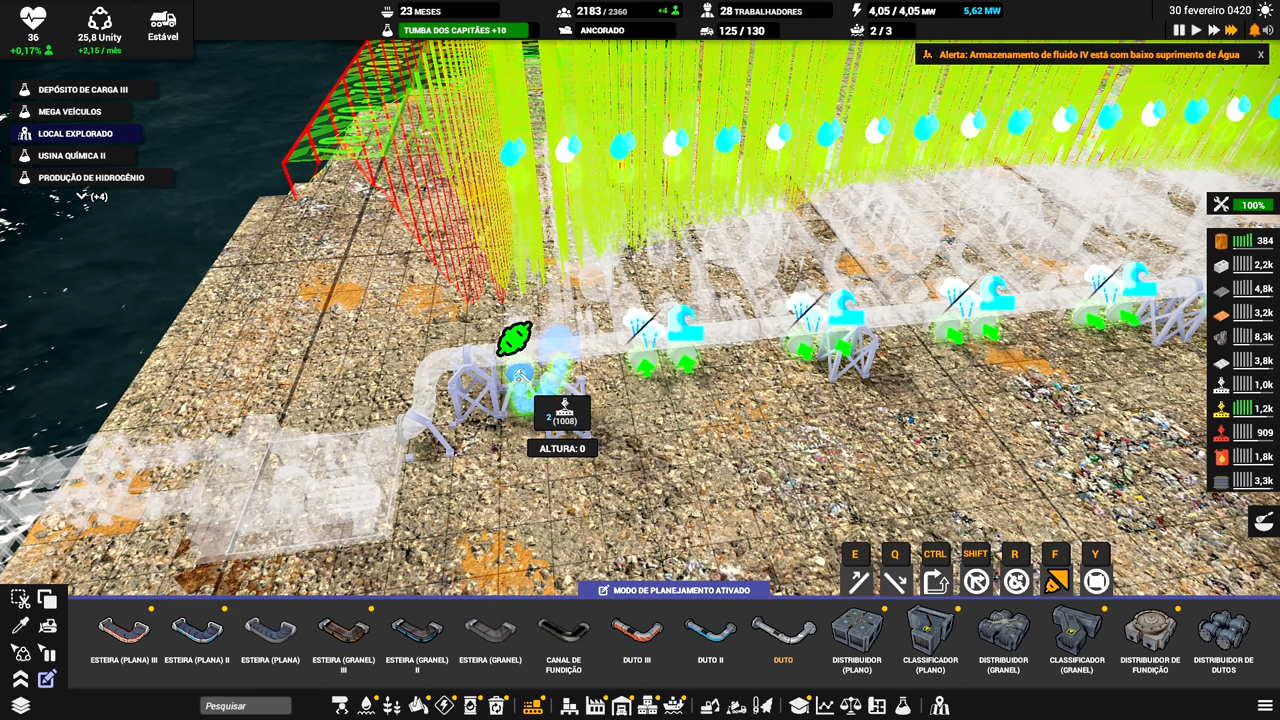 36
+0,17%
25,8 Unity
+2,15 / mês
Estável
23 MESES
TUMBA DOS CAPITÃES +10
2183 / 2360
+4
ANCORADO
28 TRABALHADORES
125 / 130
4,05 / 4,05 MW
5,62 MW
2 / 3
30 fevereiro 0420
Alerta: Armazenamento de fluido IV está com baixo suprimento de Água
X
DEPÓSITO DE CARGA III
MEGA VEÍCULOS
LOCAL EXPLORADO
USINA QUÍMICA II
PRODUÇÃO DE HIDROGÊNIO
(+4)
100%
384
2,2k
4,8k
3,2k
8,3k
3,8k
1,0k
1,2k
909
1,8k
3,3k
2
(1008)
ALTURA: 0
E
Q
CTRL
SHIFT
R
F
Y
MODO DE PLANEJAMENTO ATIVADO
ESTEIRA (PLANA) III
ESTEIRA (PLANA) II
ESTEIRA (PLANA)
ESTEIRA (GRANEL) III
ESTEIRA (GRANEL) II
ESTEIRA (GRANEL)
CANAL DE FUNDIÇÃO
DUTO III
DUTO II
DUTO
DISTRIBUIDOR (PLANO)
CLASSIFICADOR (PLANO)
DISTRIBUIDOR (GRANEL)
CLASSIFICADOR (GRANEL)
DISTRIBUIDOR DE FUNDIÇÃO
DISTRIBUIDOR DE DUTOS
Pesquisar